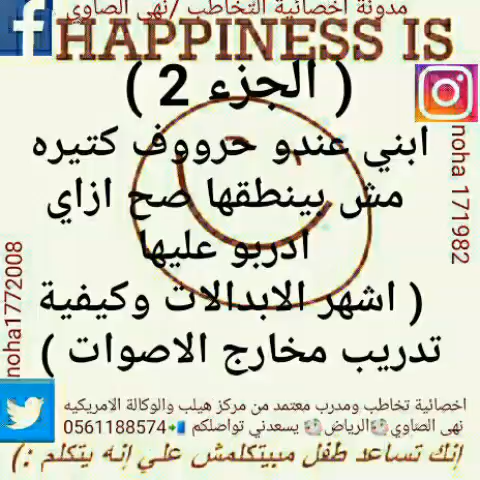 مدونة اخصائية التخاطب /نهى الصاوي
HAPPINESS IS
( الجزء 2 )
ابني عندو حرووف كتيره
مش بينطقها صح ازاي
ادربو عليها
( اشهر الابدالات وكيفية
تدريب مخارج الاصوات )
noha 171982
noha1772008
اخصائية تخاطب ومدرب معتمد من مركز هيلب والوكالة الامريكيه
نهى الصاوي الرياض يسعدني تواصلكم 0561188574
إنك تساعد طفل مبيتكلمش علي إنه يتكلم :)